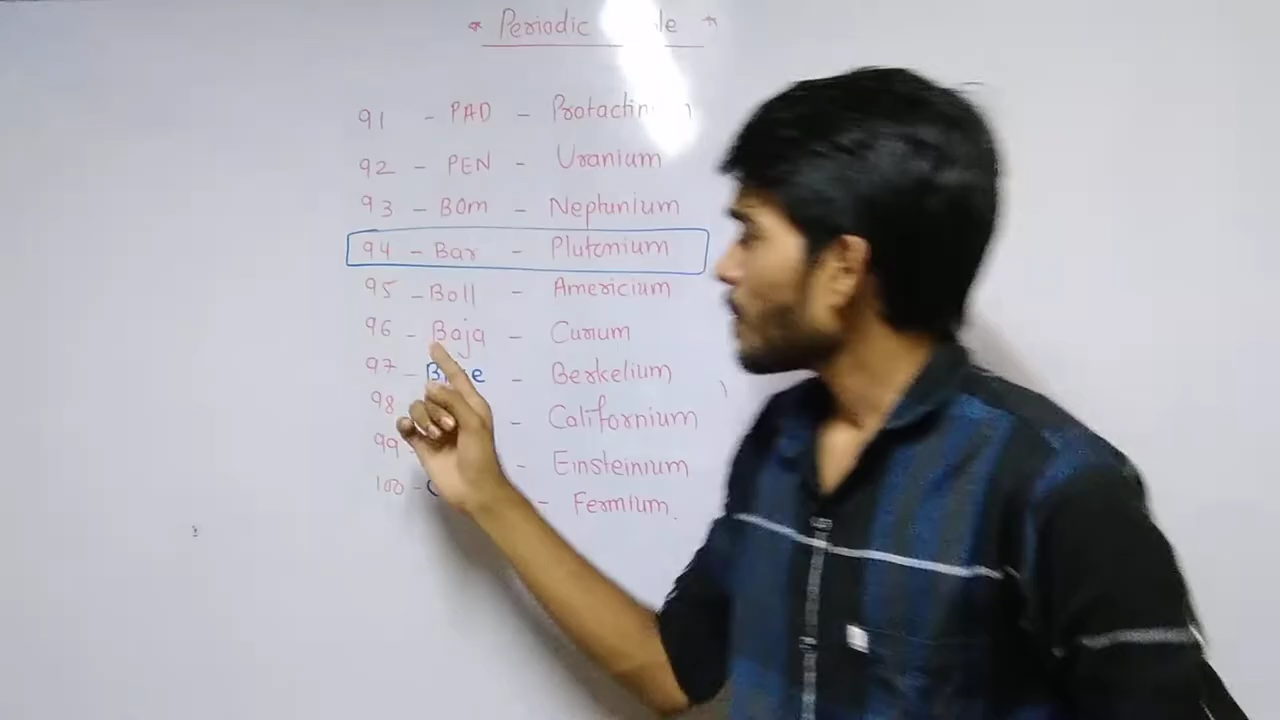 * Periodic *
91 - PAD - Protactin
92 - PEN - Uranium
93 - BOM - Neptunium
94 - Bar - Plutonium
95 - Boll - Americium
96 - Baja - Curium
97 - - Berkelium
98 - Californium
99 - Einsteinium
100 - - Fermium.